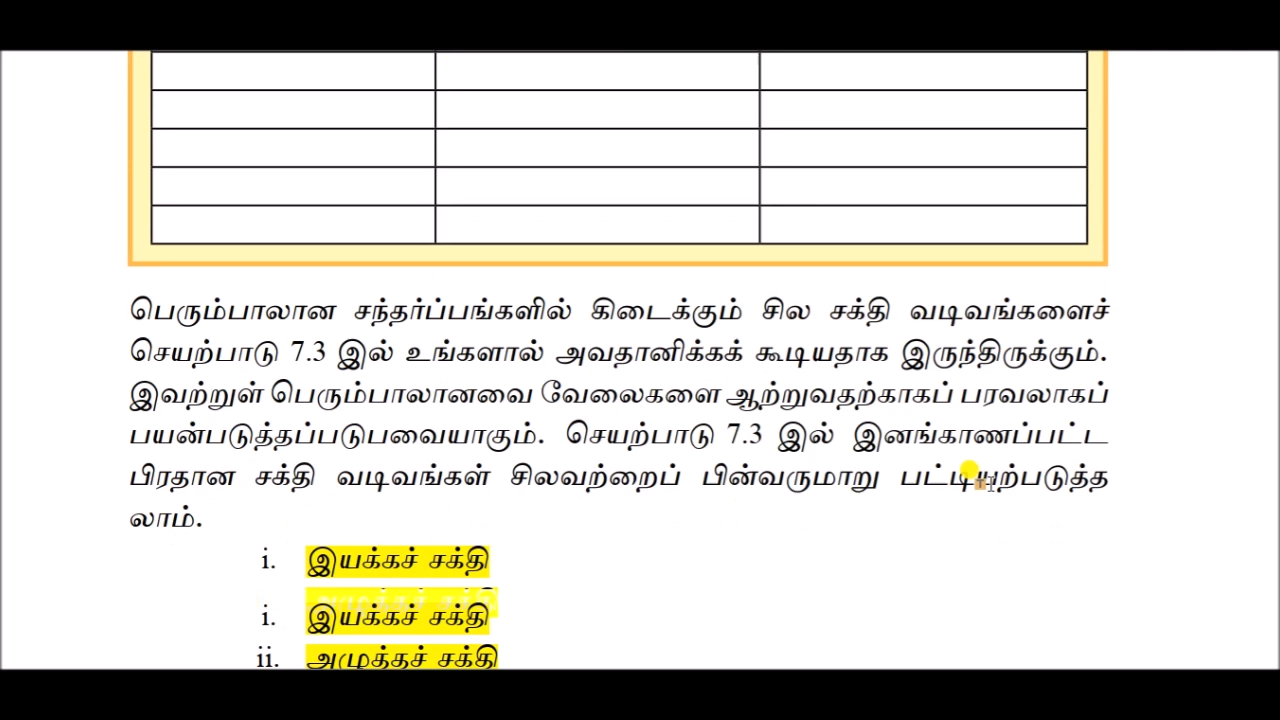 பெரும்பாலான சந்தர்ப்பங்களில் கிடைக்கும் சில சக்தி வடிவங்களைச்
செயற்பாடு 7.3 இல் உங்களால் அவதானிக்கக் கூடியதாக இருந்திருக்கும்.
இவற்றுள் பெரும்பாலானவை வேலைகளை ஆற்றுவதற்காகப் பரவலாகப்
பயன்படுத்தப்படுபவையாகும். செயற்பாடு 7.3 இல் இனங்காணப்பட்ட
பிரதான சக்தி வடிவங்கள் சிலவற்றைப் பின்வருமாறு பட்டியற்படுத்த
லாம்.
i. இயக்கச் சக்தி
i. இயக்கச் சக்தி
ii. அழுத்தச் சக்தி